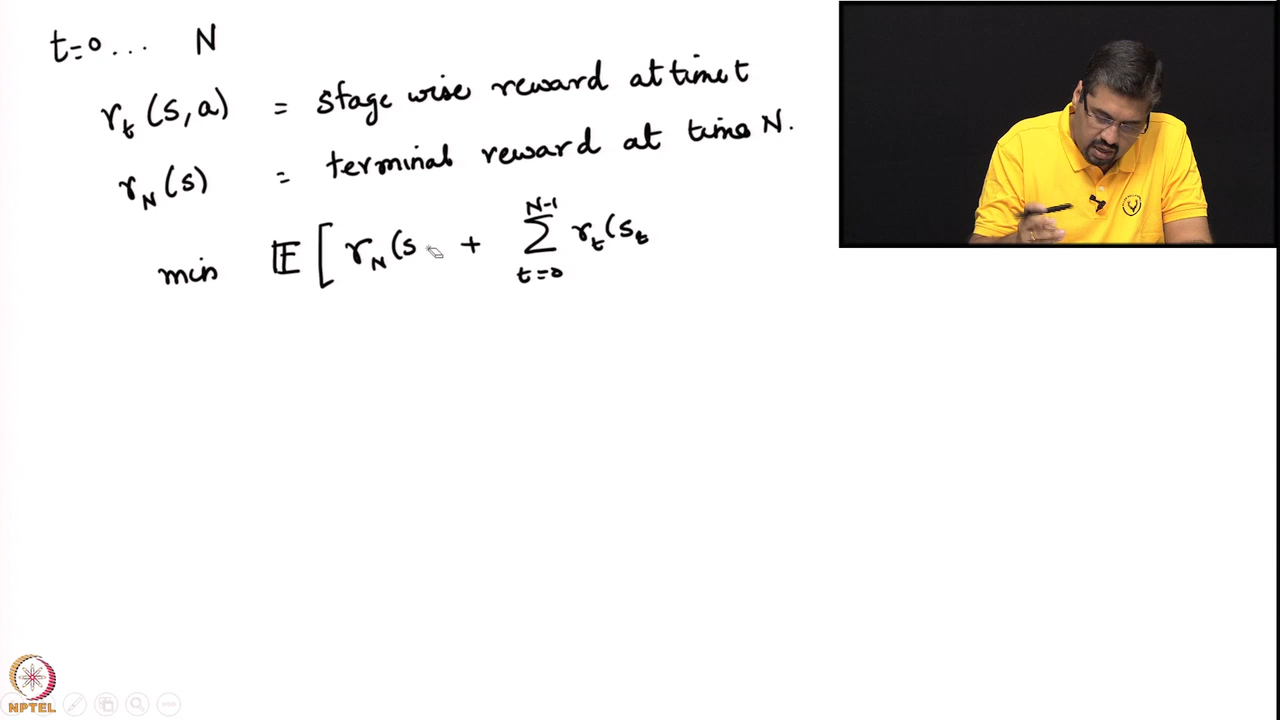 t=0... N
r_t (s,a) = stage wise reward at time t
r_N (s) = terminal reward at time N.
min 𝔼 [ r_N (s + ∑_{t=0}^{N-1} r_t (s_t
NPTEL